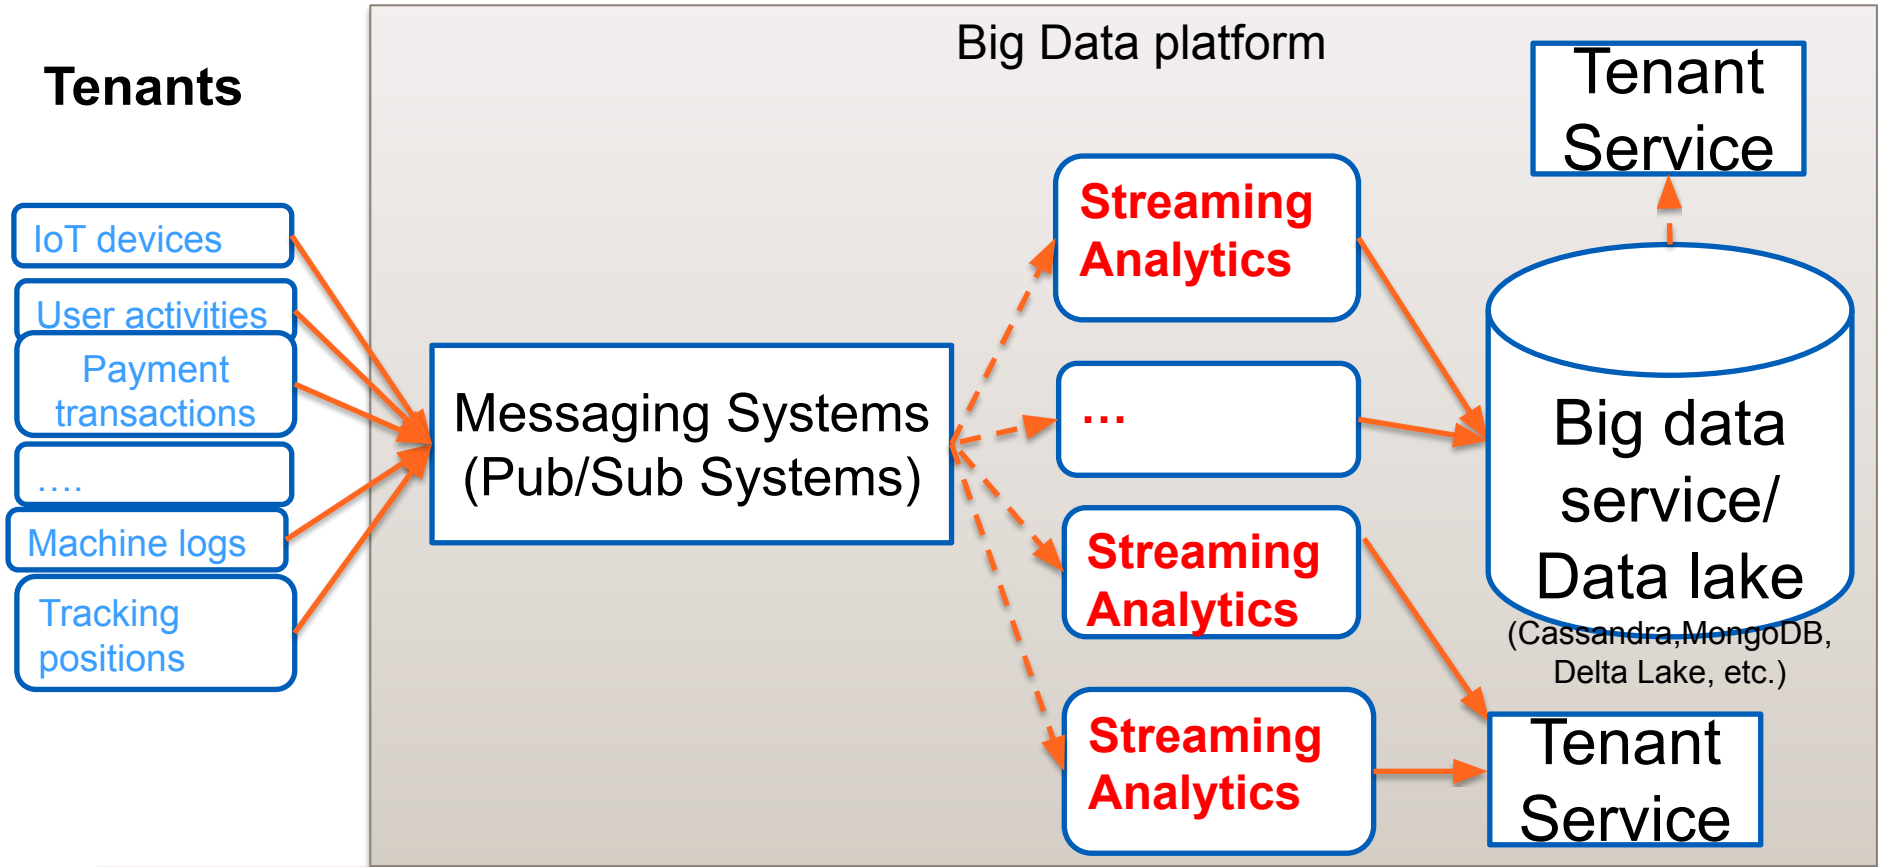 Big Data platform
Tenants
IoT devices
User activities
Payment
transactions
....
Machine logs
Tracking
positions
Messaging Systems
(Pub/Sub Systems)
Streaming
Analytics
...
Streaming
Analytics
Streaming
Analytics
Tenant
Service
Big data
service/
Data lake
(Cassandra,MongoDB,
Delta Lake, etc.)
Tenant
Service